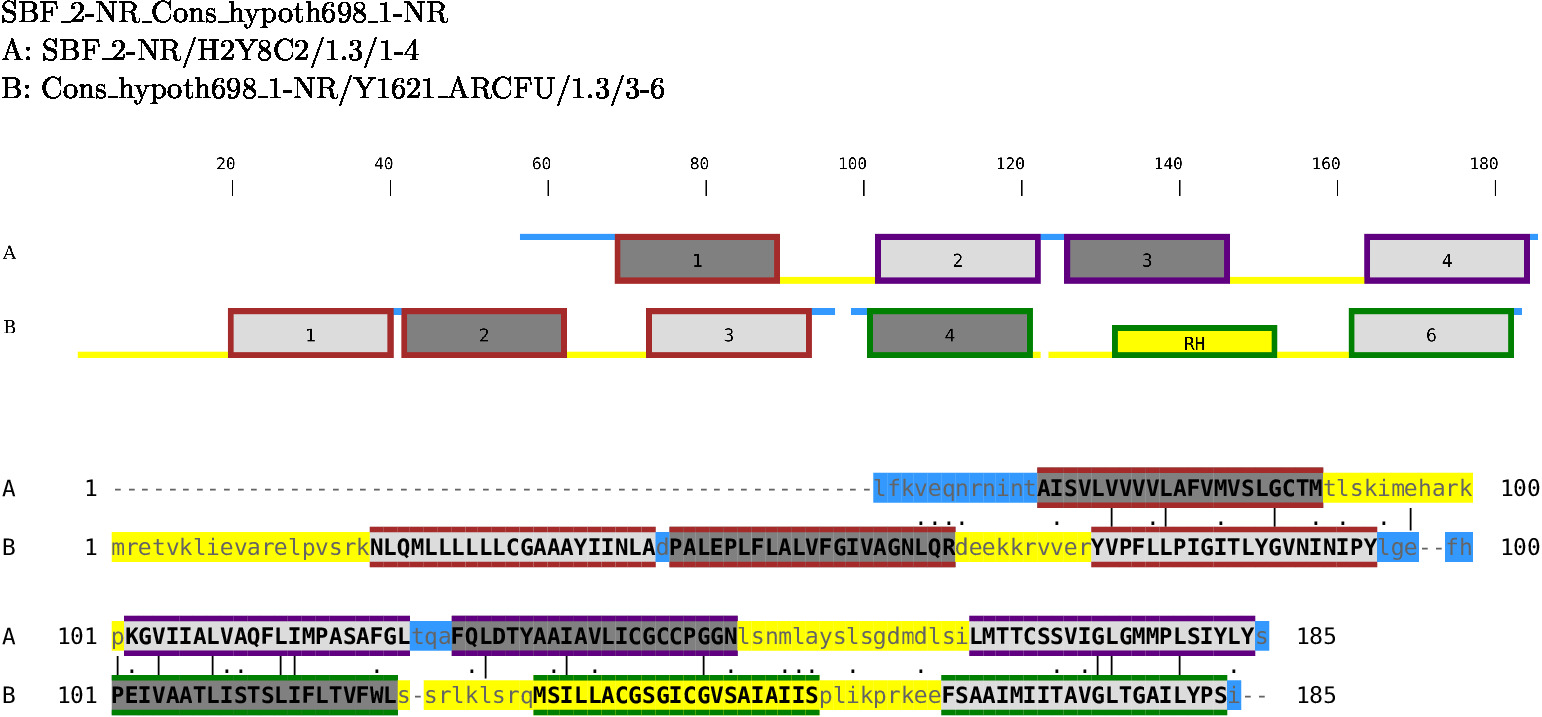 SBF_2-NR_Cons_hypoth698_1-NR
A: SBF_2-NR/H2Y8C2/1.3/1-4
B: Cons_hypoth698_1-NR/Y1621_ARCFU/1.3/3-6
20 40 60 80 100 120 140 160 180
A 1 2 3 4
B 1 2 3 4 RH 6
A 1 --------------------------------------------------------lfkveqnrnintAISVLVVVVLAFVMVSLGCTMtlskimehark 100
B 1 mretvklievarelpvsrkNLQMLLLLLLCGAAAYIINLAdPALEPLFLALVFGIVAGNLQRdeekkrvverYVPFLLPIGITLYGVNINIPYlge--fh 100
A 101 pKGVIIALVAQFLIMPASAFGLtqaFQLDTYAAIAVLICGCCPGGNlsnmlayslsgdmdlsiLMTTCSSVIGLGMMPLSIYLYs 185
B 101 PEIVAATLISTSLIFLTVFWLs-srlklsrqMSILLACGSGICGVSAIAIISplikprkeeFSAAIMIITAVGLTGAILYPSi-- 185